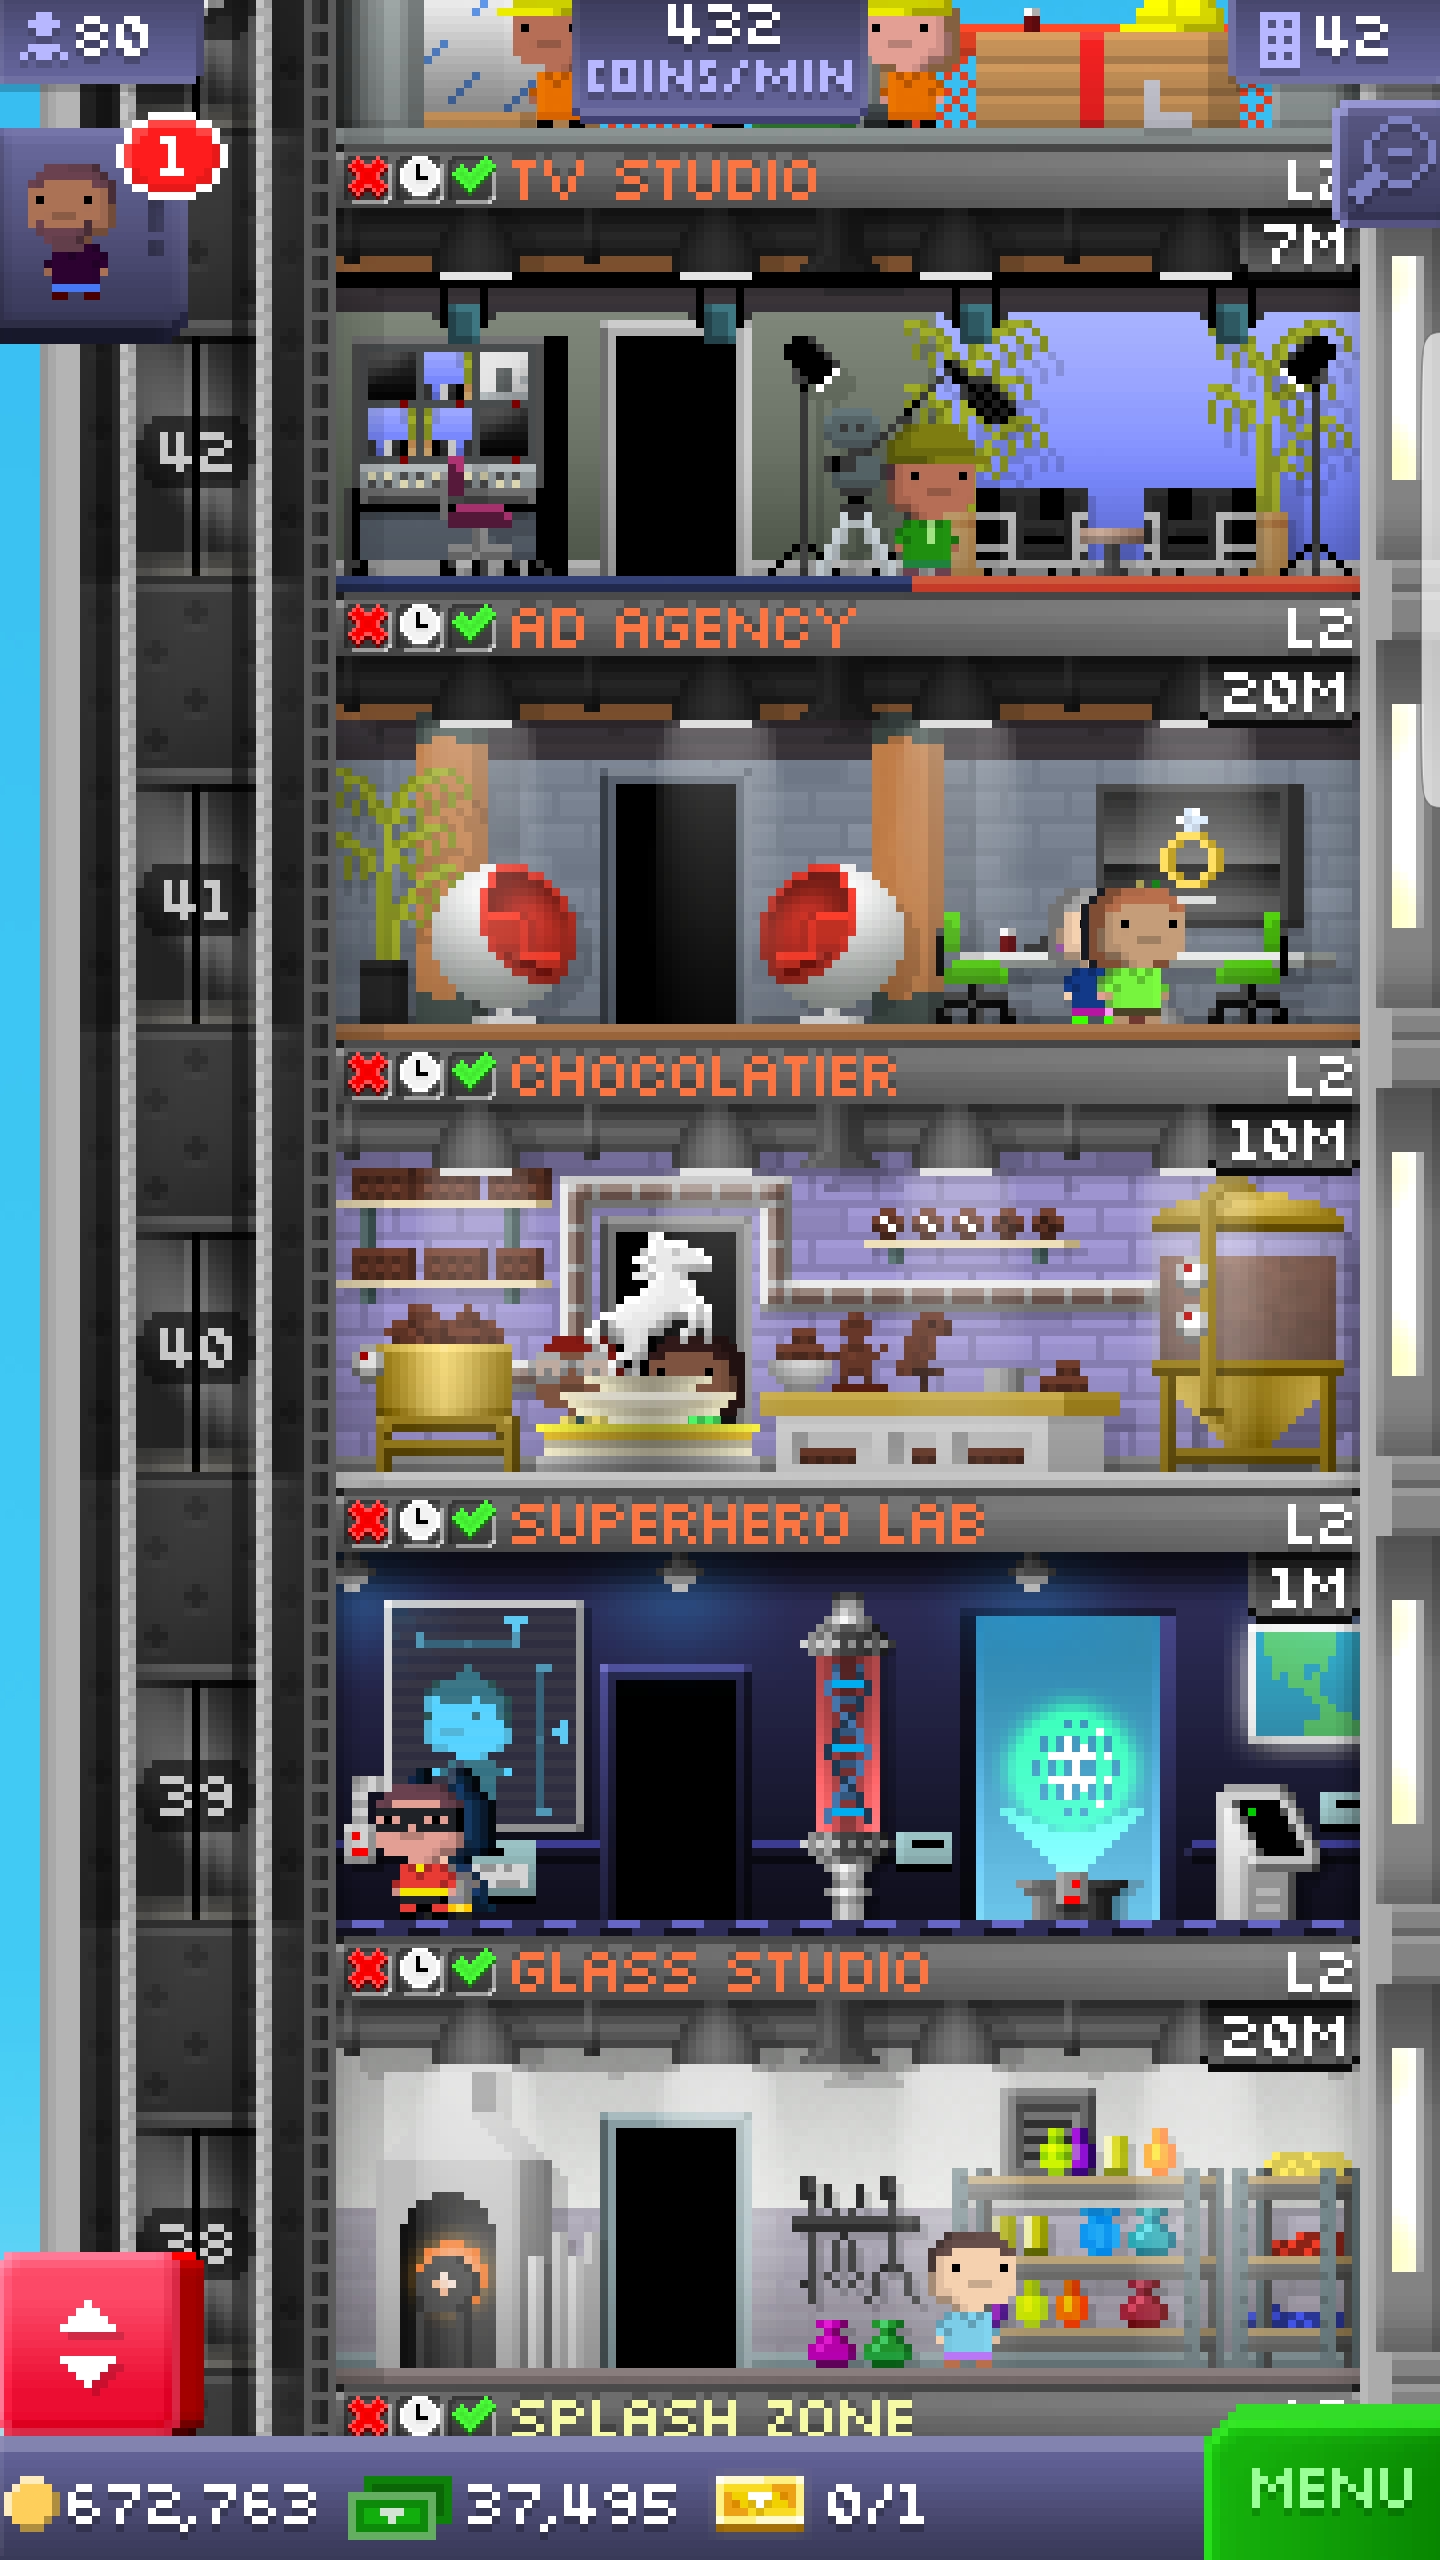 80
432
COINS/MIN
42
1
TV STUDIO
7M
42
AD AGENCY L2
20M
41
CHOCOLATIER L2
10M
40
SUPERHERO LAB L2
1M
39
GLASS STUDIO L2
20M
38
SPLASH ZONE
672,763 37,495 0/1
MENU